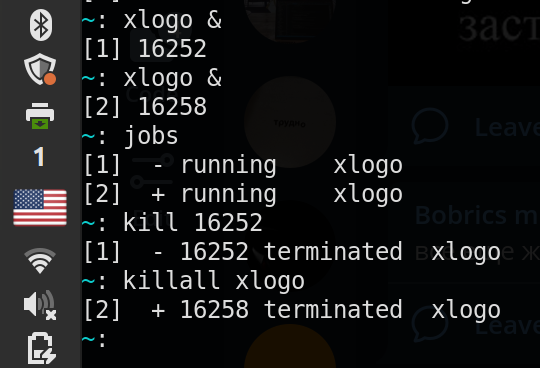 ~: xlogo &
[1] 16252
~: xlogo &
[2] 16258
~: jobs
[1]  - running    xlogo
[2]  + running    xlogo
~: kill 16252
[1]  - 16252 terminated  xlogo
~: killall xlogo
[2]  + 16258 terminated  xlogo
~:
1
заст
Leave
Bobrics m
Leave